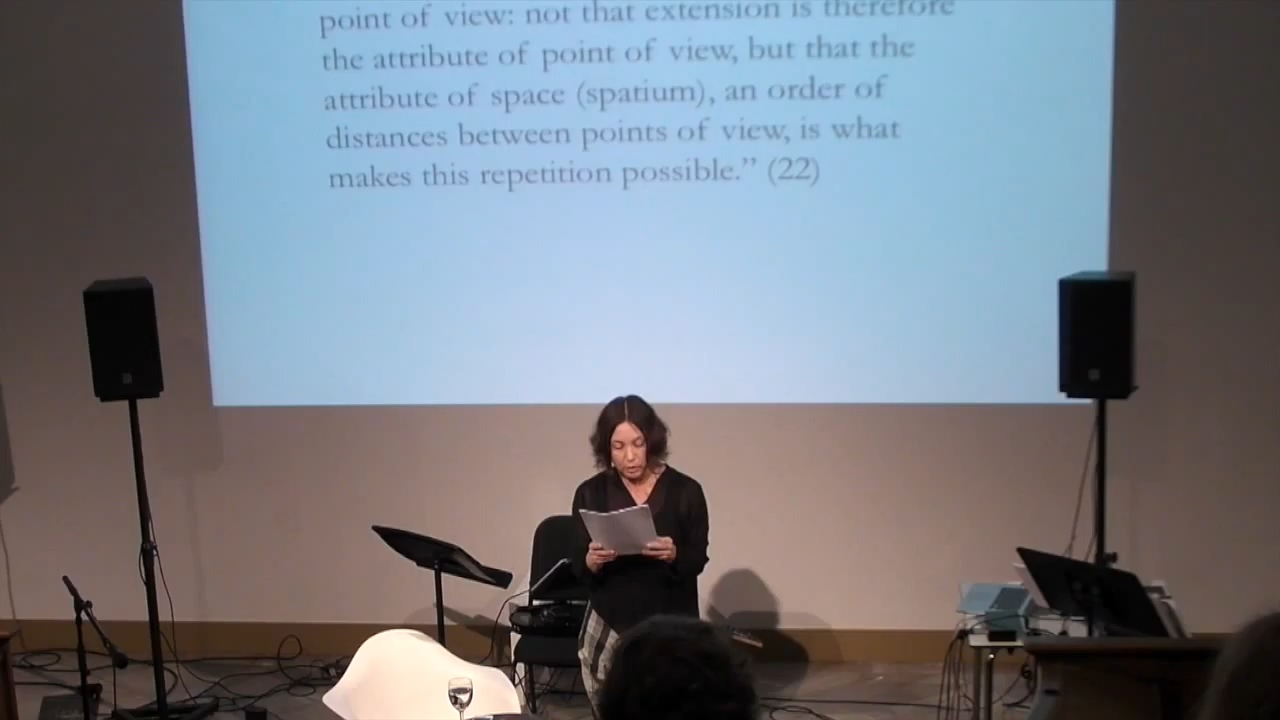 point of view: not that extension is therefore
the attribute of point of view, but that the
attribute of space (spatium), an order of
distances between points of view, is what
makes this repetition possible.” (22)